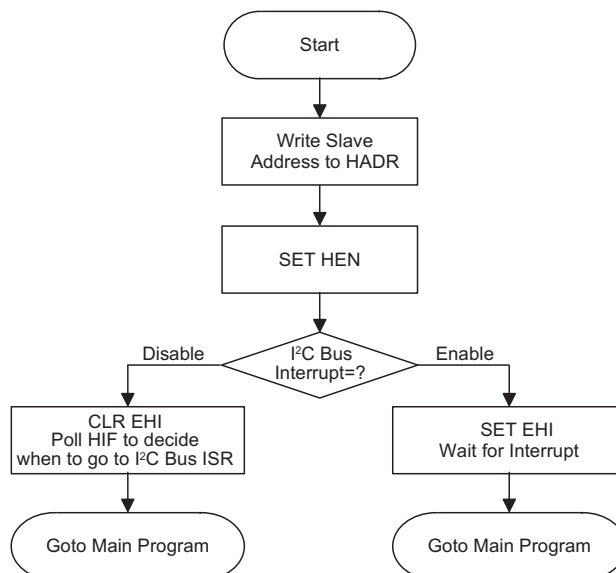 Start
Write Slave
Address to HADR
SET HEN
I²C Bus
Interrupt=?
Disable
Enable
CLR EHI
Poll HIF to decide
when to go to I²C Bus ISR
SET EHI
Wait for Interrupt
Goto Main Program
Goto Main Program